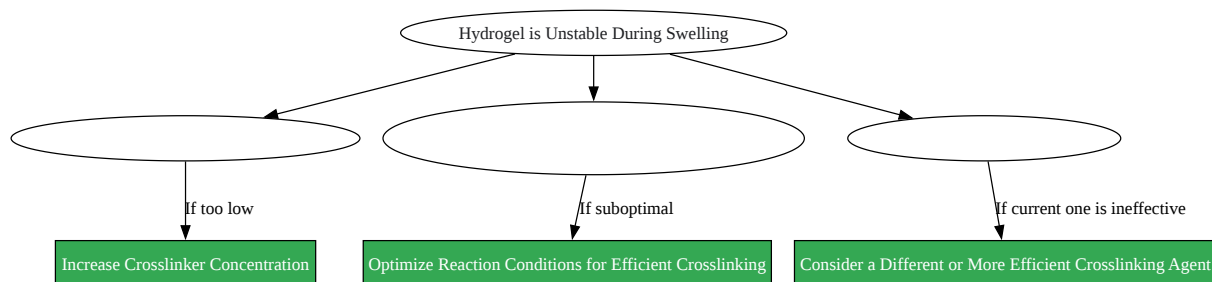 Hydrogel is Unstable During Swelling
If too low
If suboptimal
If current one is ineffective
Increase Crosslinker Concentration
Optimize Reaction Conditions for Efficient Crosslinking
Consider a Different or More Efficient Crosslinking Agent